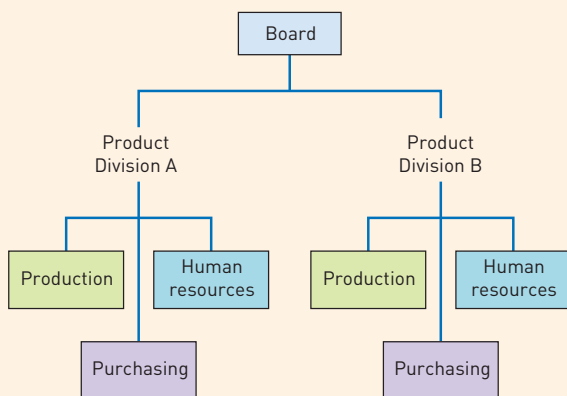 Board
Product
Division A
Product
Division B
Production
Human
resources
Production
Human
resources
Purchasing
Purchasing